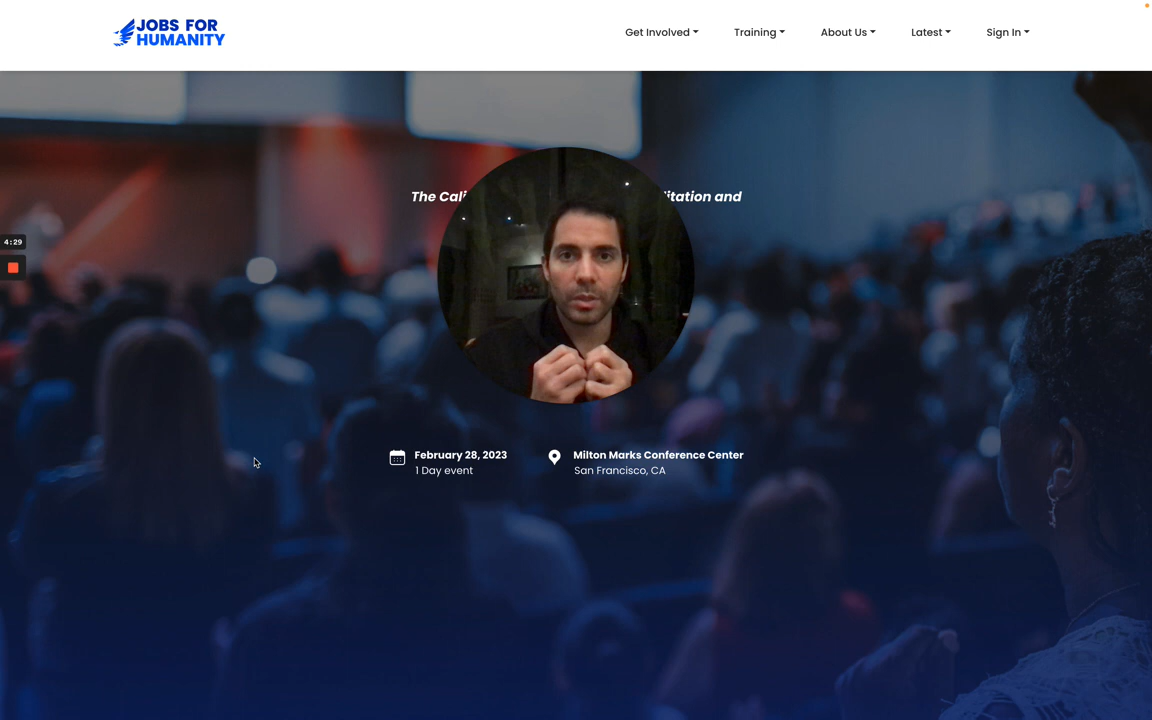 JOBS FOR
HUMANITY
Get Involved
Training
About Us
Latest
Sign In
The Cali
itation and
4:29
February 28, 2023
1 Day event
Milton Marks Conference Center
San Francisco, CA